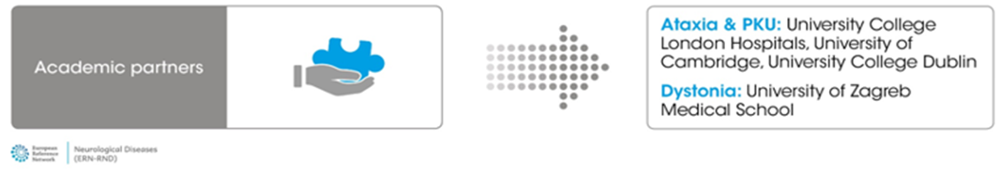 Academic partners
Ataxia & PKU: University College
London Hospitals, University of
Cambridge, University College Dublin
Dystonia: University of Zagreb
Medical School
European
Reference
Network
Neurological Diseases
(ERN-RND)